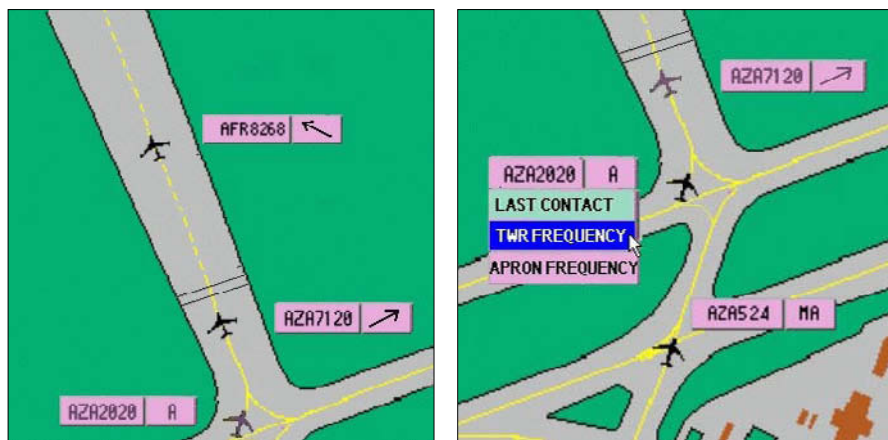 AFR8268
AZA7120
AZA2020 A
AZA7120
AZA2020 A
LAST CONTACT
TWR FREQUENCY
APRON FREQUENCY
AZA524 MA